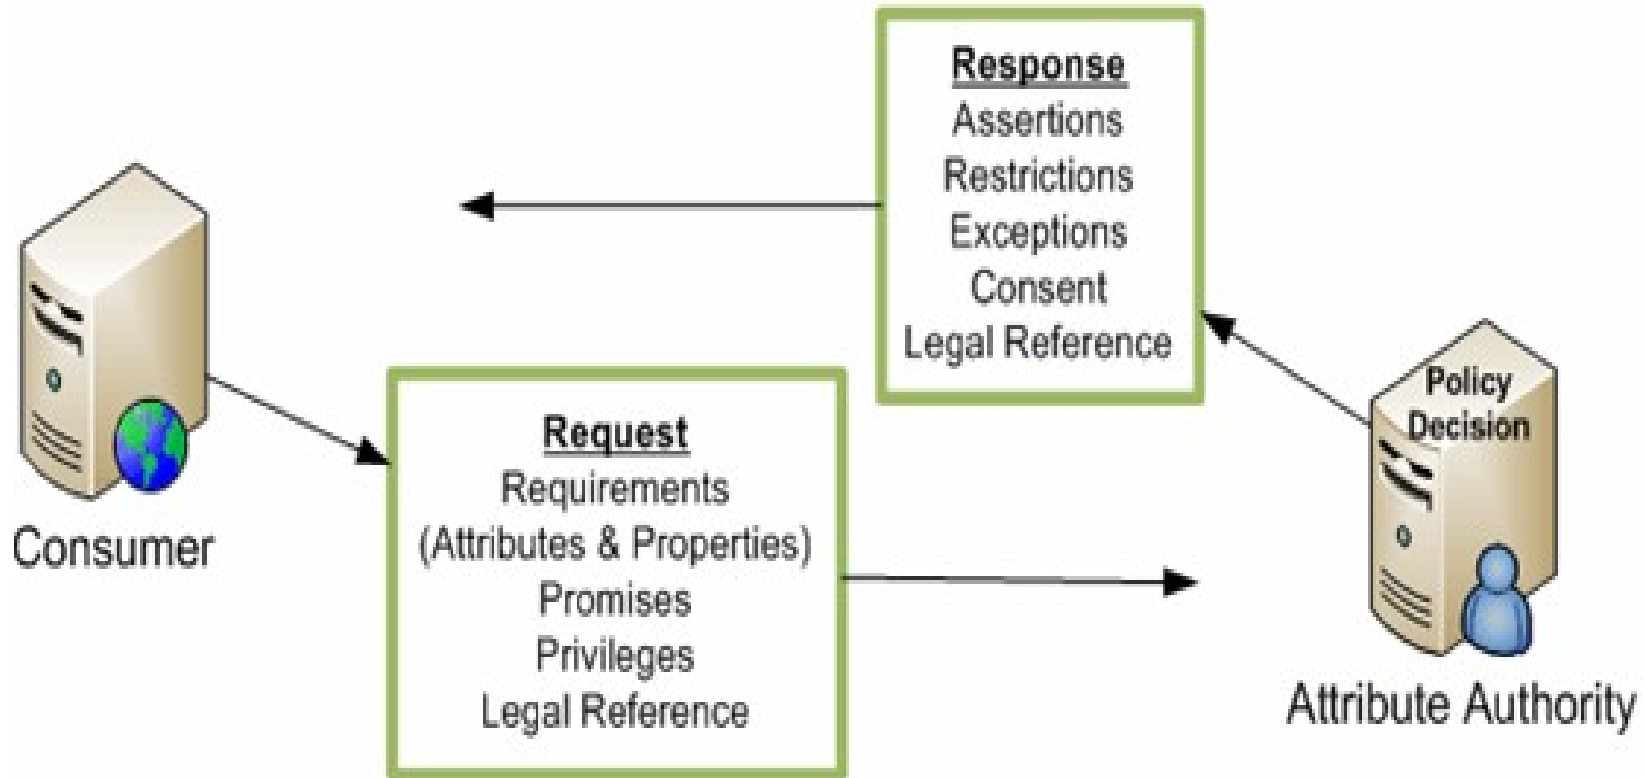 Response
Assertions
Restrictions
Exceptions
Consent
Legal Reference
Consumer
Request
Requirements
(Attributes & Properties)
Promises
Privileges
Legal Reference
Policy
Decision
Attribute Authority